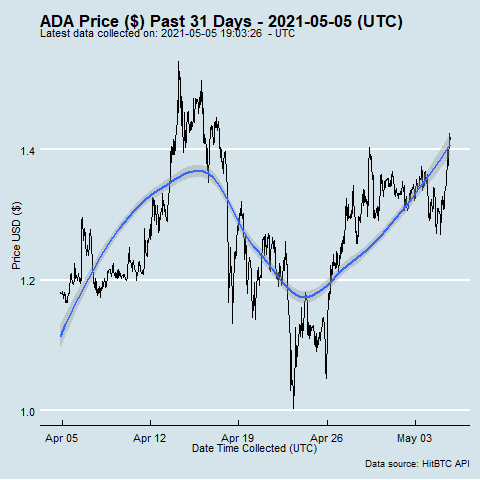 ADA Price ($) Past 31 Days - 2021-05-05 (UTC)
Latest data collected on: 2021-05-05 19:03:26 - UTC
Price USD ($)
1.4
1.2
1.0
Apr 05 Apr 12 Apr 19 Apr 26 May 03
Date Time Collected (UTC)
Data source: HitBTC API